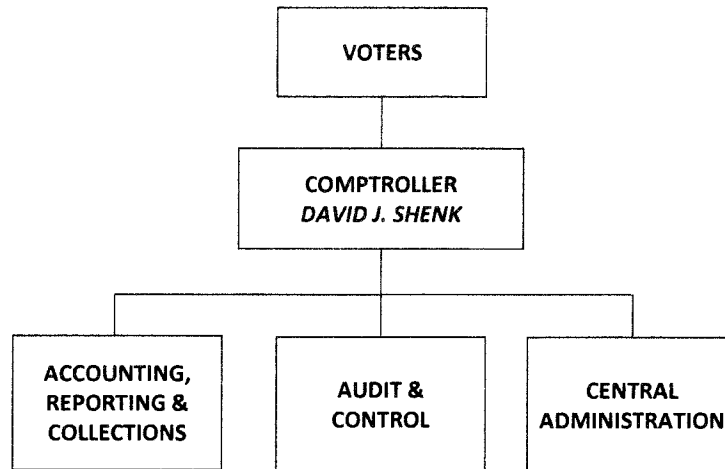 VOTERS
COMPTROLLER
DAVID J. SHENK
ACCOUNTING,
REPORTING &
COLLECTIONS
AUDIT &
CONTROL
CENTRAL
ADMINISTRATION